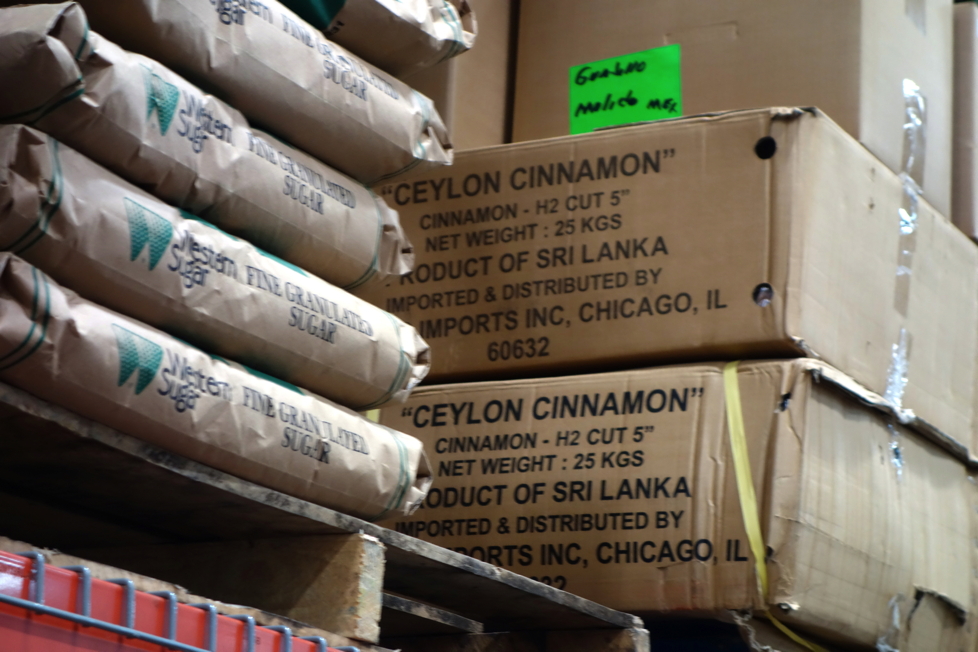 Western
Sugar
FINE GRANULATED
SUGAR
Western
Sugar
FINE GRANULATED
SUGAR
Western
Sugar
FINE GRANULATED
SUGAR
Western
Sugar
FINE GRANULATED
SUGAR
MEX
"CEYLON CINNAMON"
CINNAMON - H2 CUT 5"
NET WEIGHT : 25 KGS
RODUCT OF SRI LANKA
IMPORTED & DISTRIBUTED BY
IMPORTS INC, CHICAGO, IL
60632
"CEYLON CINNAMON"
CINNAMON - H2 CUT 5"
NET WEIGHT : 25 KGS
RODUCT OF SRI LANKA
IMPORTED & DISTRIBUTED BY
PORTS INC, CHICAGO, IL